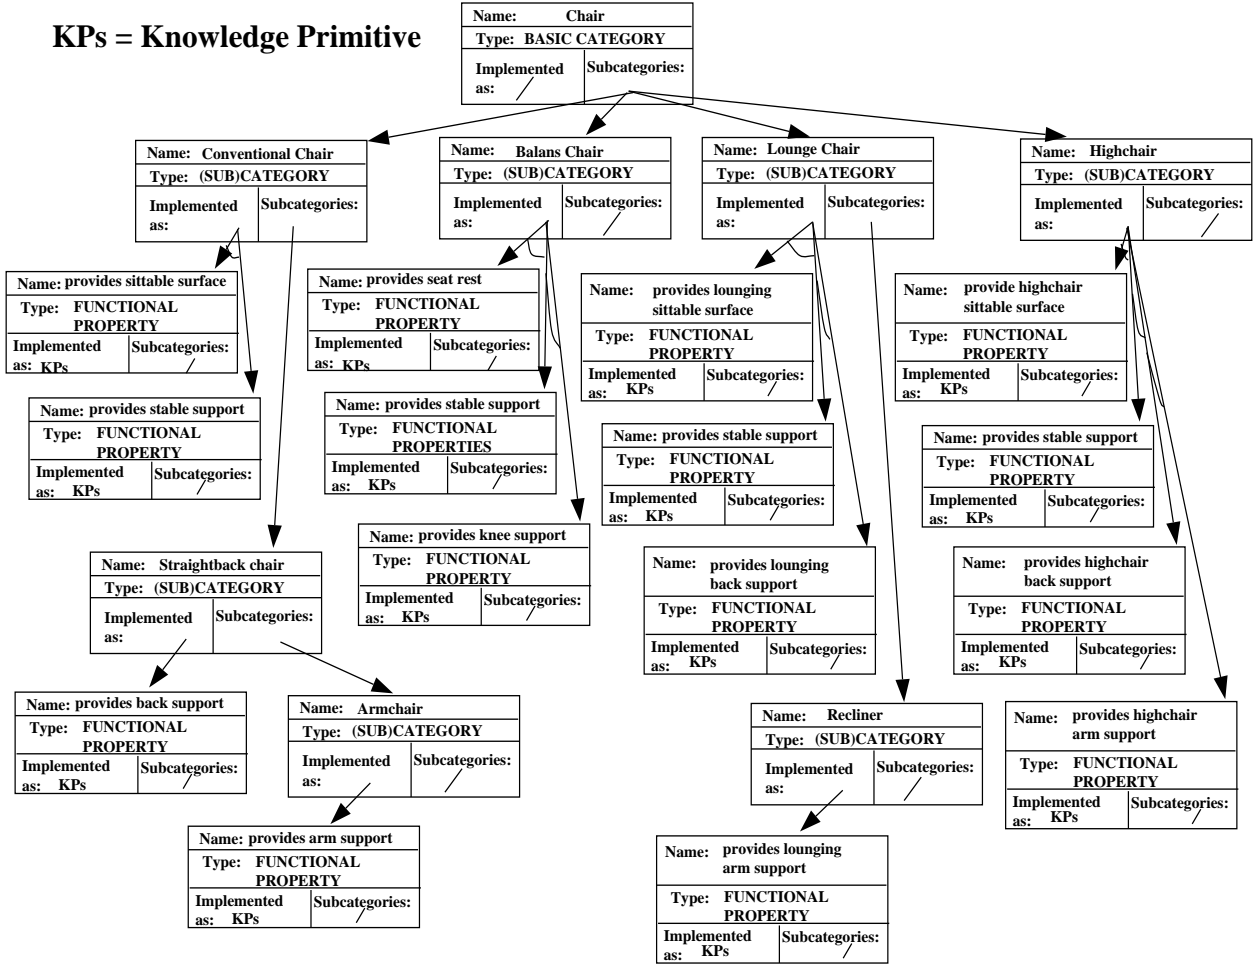 KPs = Knowledge Primitive
Name: Chair
Type: BASIC CATEGORY
Implemented
as:
Subcategories:
Name: Conventional Chair
Type: (SUB)CATEGORY
Implemented
as:
Subcategories:
Name: Balans Chair
Type: (SUB)CATEGORY
Implemented
as:
Subcategories:
Name: Lounge Chair
Type: (SUB)CATEGORY
Implemented
as:
Subcategories:
Name: Highchair
Type: (SUB)CATEGORY
Implemented
as:
Subcategories:
Name: provides sittable surface
Type: FUNCTIONAL
PROPERTY
Implemented
as: KPs
Subcategories:
Name: provides seat rest
Type: FUNCTIONAL
PROPERTY
Implemented
as: KPs
Subcategories:
Name: provides lounging
sittable surface
Type: FUNCTIONAL
PROPERTY
Implemented
as: KPs
Subcategories:
Name: provide highchair
sittable surface
Type: FUNCTIONAL
PROPERTY
Implemented
as: KPs
Subcategories:
Name: provides stable support
Type: FUNCTIONAL
PROPERTY
Implemented
as: KPs
Subcategories:
Name: provides stable support
Type: FUNCTIONAL
PROPERTIES
Implemented
as: KPs
Subcategories:
Name: provides stable support
Type: FUNCTIONAL
PROPERTY
Implemented
as: KPs
Subcategories:
Name: provides stable support
Type: FUNCTIONAL
PROPERTY
Implemented
as: KPs
Subcategories:
Name: Straightback chair
Type: (SUB)CATEGORY
Implemented
as:
Subcategories:
Name: provides knee support
Type: FUNCTIONAL
PROPERTY
Implemented
as: KPs
Subcategories:
Name: provides lounging
back support
Type: FUNCTIONAL
PROPERTY
Implemented
as: KPs
Subcategories:
Name: provides highchair
back support
Type: FUNCTIONAL
PROPERTY
Implemented
as: KPs
Subcategories:
Name: provides back support
Type: FUNCTIONAL
PROPERTY
Implemented
as: KPs
Subcategories:
Name: Armchair
Type: (SUB)CATEGORY
Implemented
as:
Subcategories:
Name: Recliner
Type: (SUB)CATEGORY
Implemented
as:
Subcategories:
Name: provides highchair
arm support
Type: FUNCTIONAL
PROPERTY
Implemented
as: KPs
Subcategories:
Name: provides arm support
Type: FUNCTIONAL
PROPERTY
Implemented
as: KPs
Subcategories:
Name: provides lounging
arm support
Type: FUNCTIONAL
PROPERTY
Implemented
as: KPs
Subcategories: